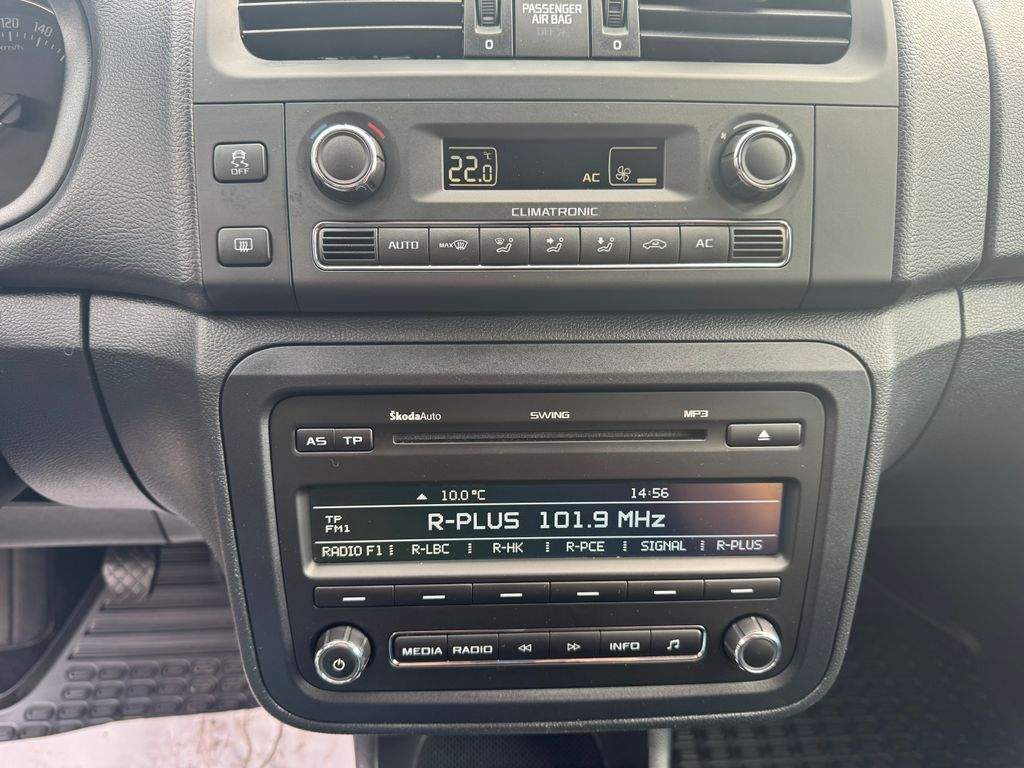 120
140
km/h
PASSENGER
AIR BAG
OFF
0
0
OFF
22.0 °C
AC
CLIMATRONIC
AUTO
MAX
AC
ŠkodaAuto
SWING
MP3
AS
TP
10.0°C
14:56
TP
FM1
R-PLUS 101.9 MHz
RADIO F1
R-LBC
R-HK
R-PCE
SIGNAL
R-PLUS
MEDIA
RADIO
INFO